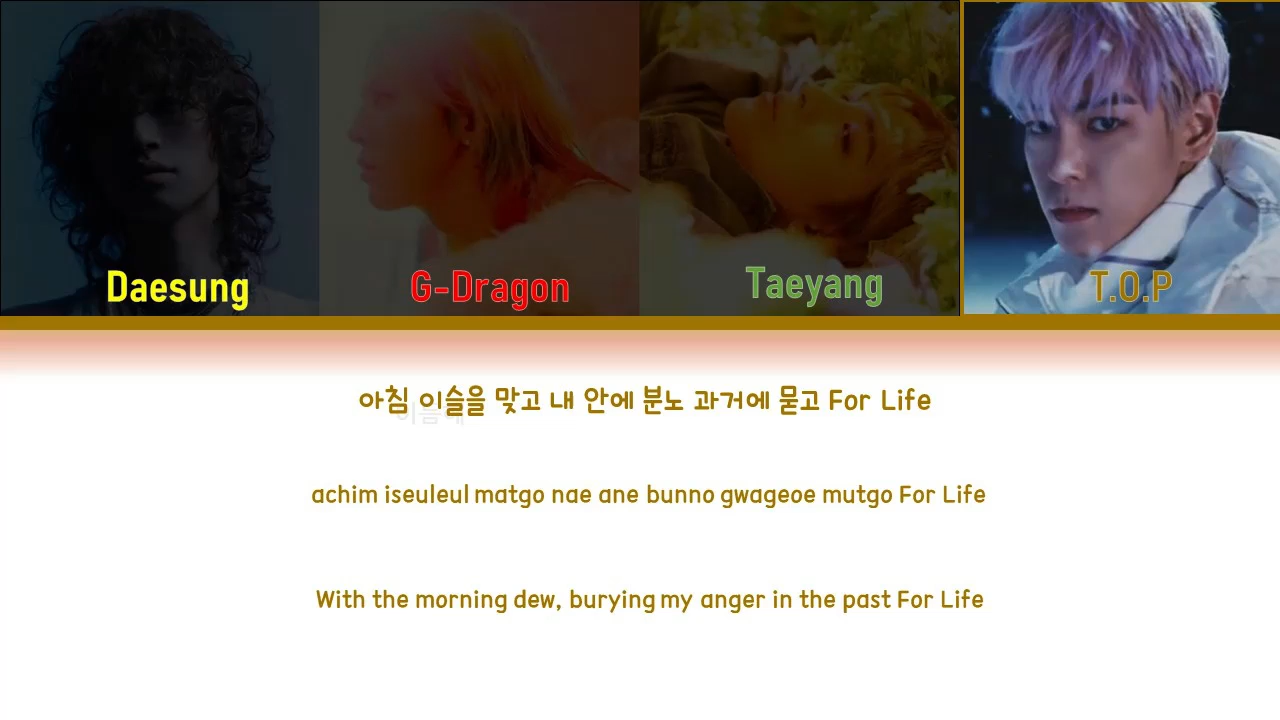 Daesung
G-Dragon
Taeyang
T.O.P
아침 이슬을 맞고 내 안에 분노 과거에 묻고 For Life
achim iseuleul matgo nae ane bunno gwageoe mutgo For Life
With the morning dew, burying my anger in the past For Life